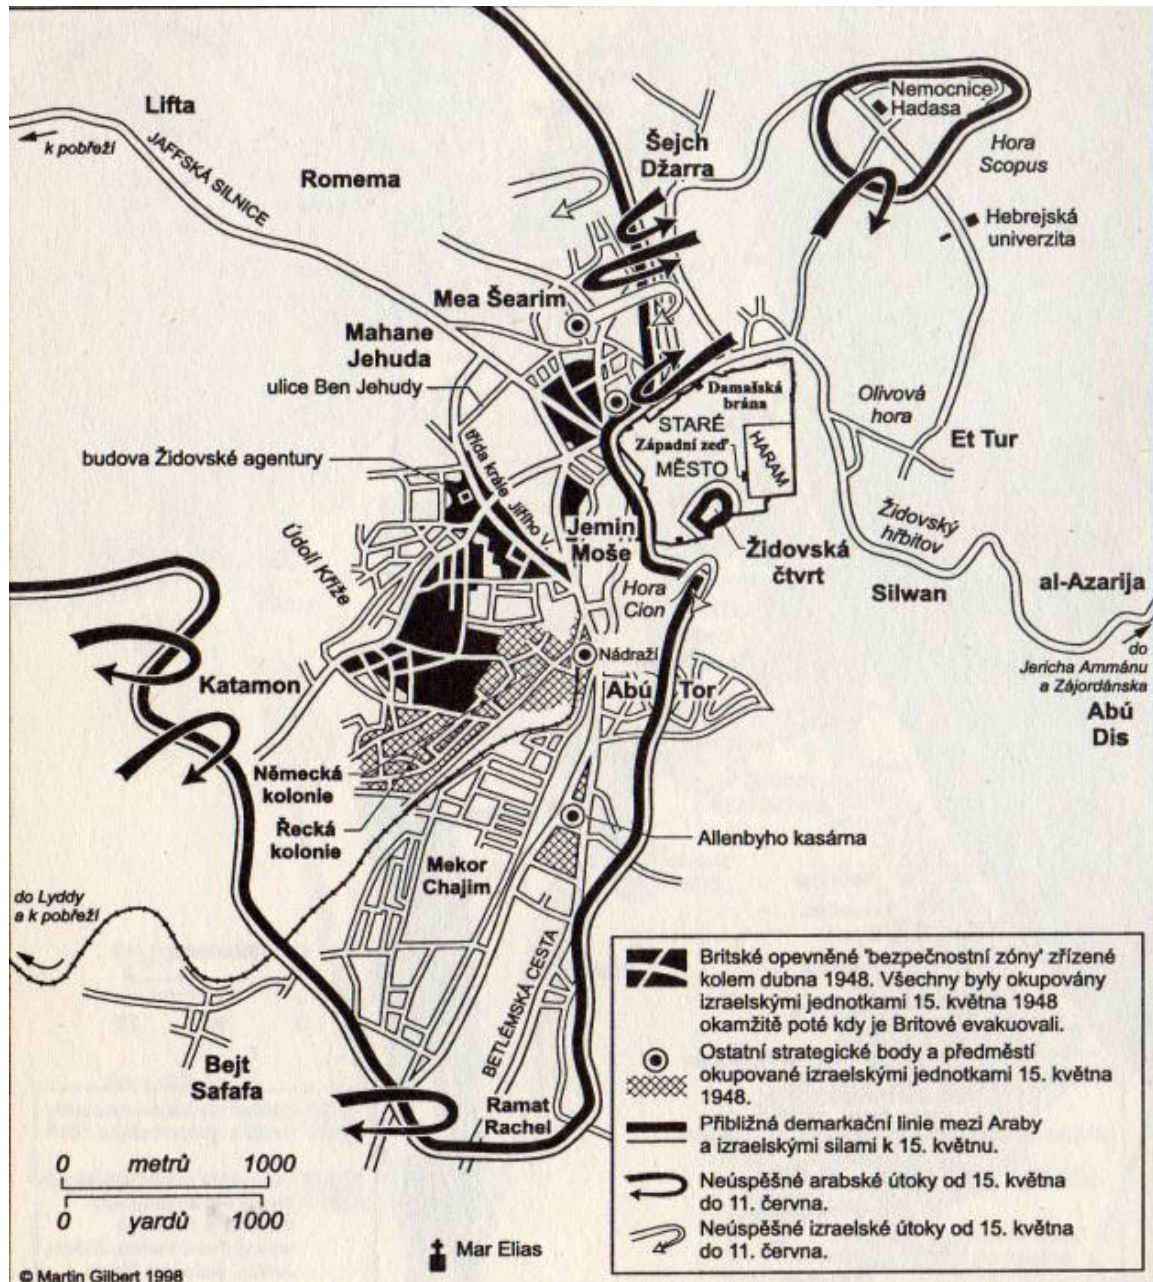 Lifta
k pobřeží
JAFFSKÁ SILNICE
Romema
Šejch
Džarra
Nemocnice
Hadasa
Hora
Scopus
Hebrejská
univerzita
Mea Šearim
Mahane
Jehuda
ulice Ben Jehudy
budova Židovské agentury
třída krále Jiřího V.
Damašská
brána
STARÉ
Západní zeď
MĚSTO
HARAM
Olivová
hora
Et Tur
Údolí Kříže
Jemin
Moše
Židovská
čtvrt
Židovský
hřbitov
Hora
Cion
Silwan
al-Azarija
do
Jericha Ammánu
a Zájordánska
Abú
Dis
Nádraží
Katamon
Abú Tor
Německá
kolonie
Řecká
kolonie
Allenbyho kasárna
Mekor
Chajim
do Lyddy
a k pobřeží
BETLÉMSKÁ CESTA
Bejt
Safafa
Ramat
Rachel
0 metrů 1000
0 yardů 1000
Mar Elias
© Martin Gilbert 1998
Britské opevněné 'bezpečnostní zóny' zřízené
kolem dubna 1948. Všechny byly okupovány
izraelskými jednotkami 15. května 1948
okamžitě poté kdy je Britové evakuovali.
Ostatní strategické body a předměstí
okupované izraelskými jednotkami 15. května
1948.
Přibližná demarkační linie mezi Araby
a izraelskými silami k 15. květnu.
Neúspěšné arabské útoky od 15. května
do 11. června.
Neúspěšné izraelské útoky od 15. května
do 11. června.